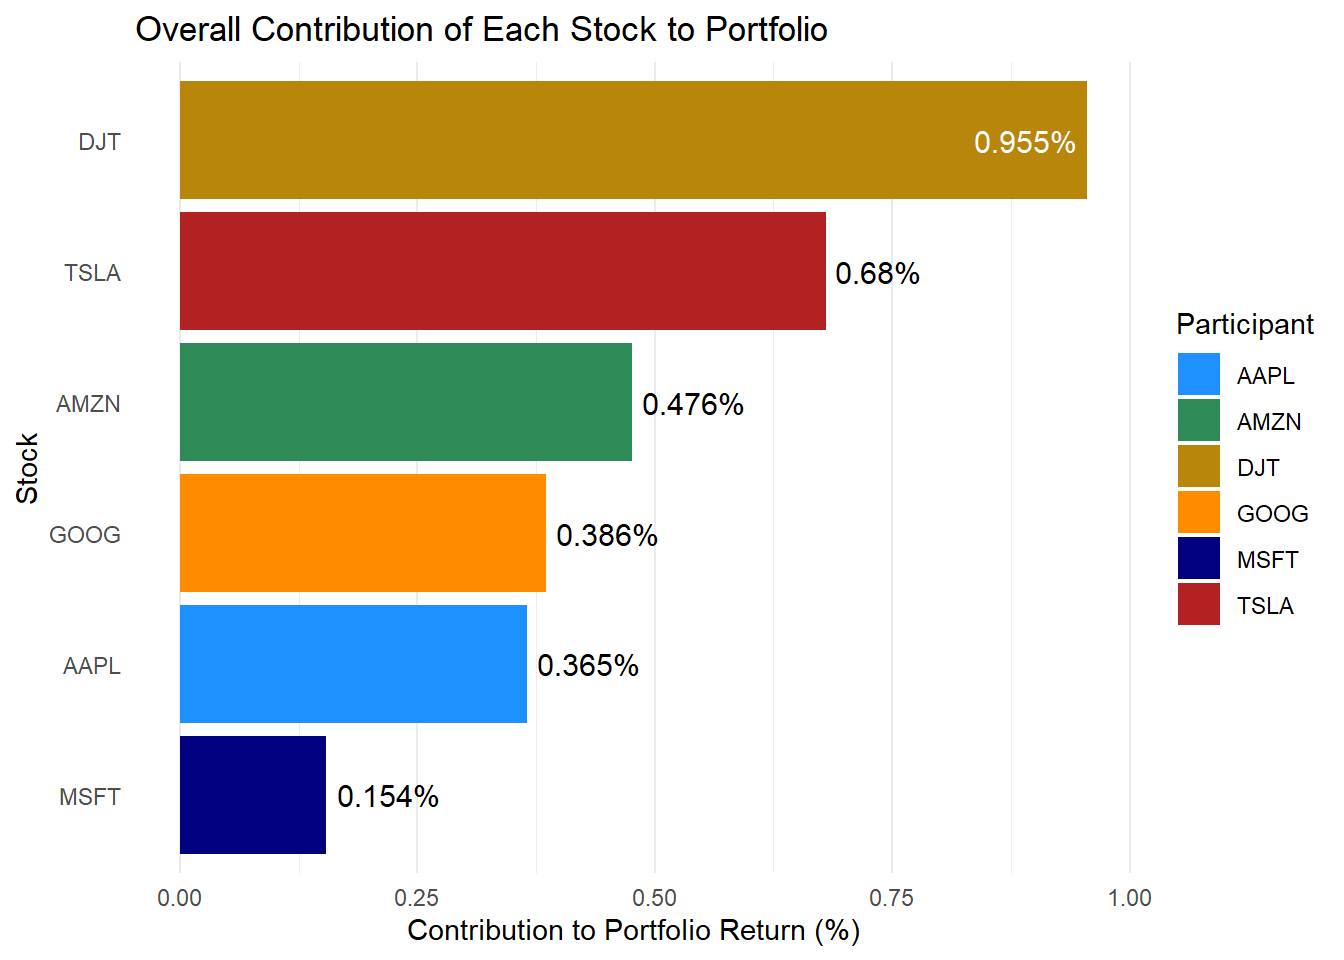 Overall Contribution of Each Stock to Portfolio
DJT
0.955%
TSLA
0.68%
AMZN
0.476%
GOOG
0.386%
AAPL
0.365%
MSFT
0.154%
Stock
0.00
0.25
0.50
0.75
1.00
Contribution to Portfolio Return (%)
Participant
AAPL
AMZN
DJT
GOOG
MSFT
TSLA